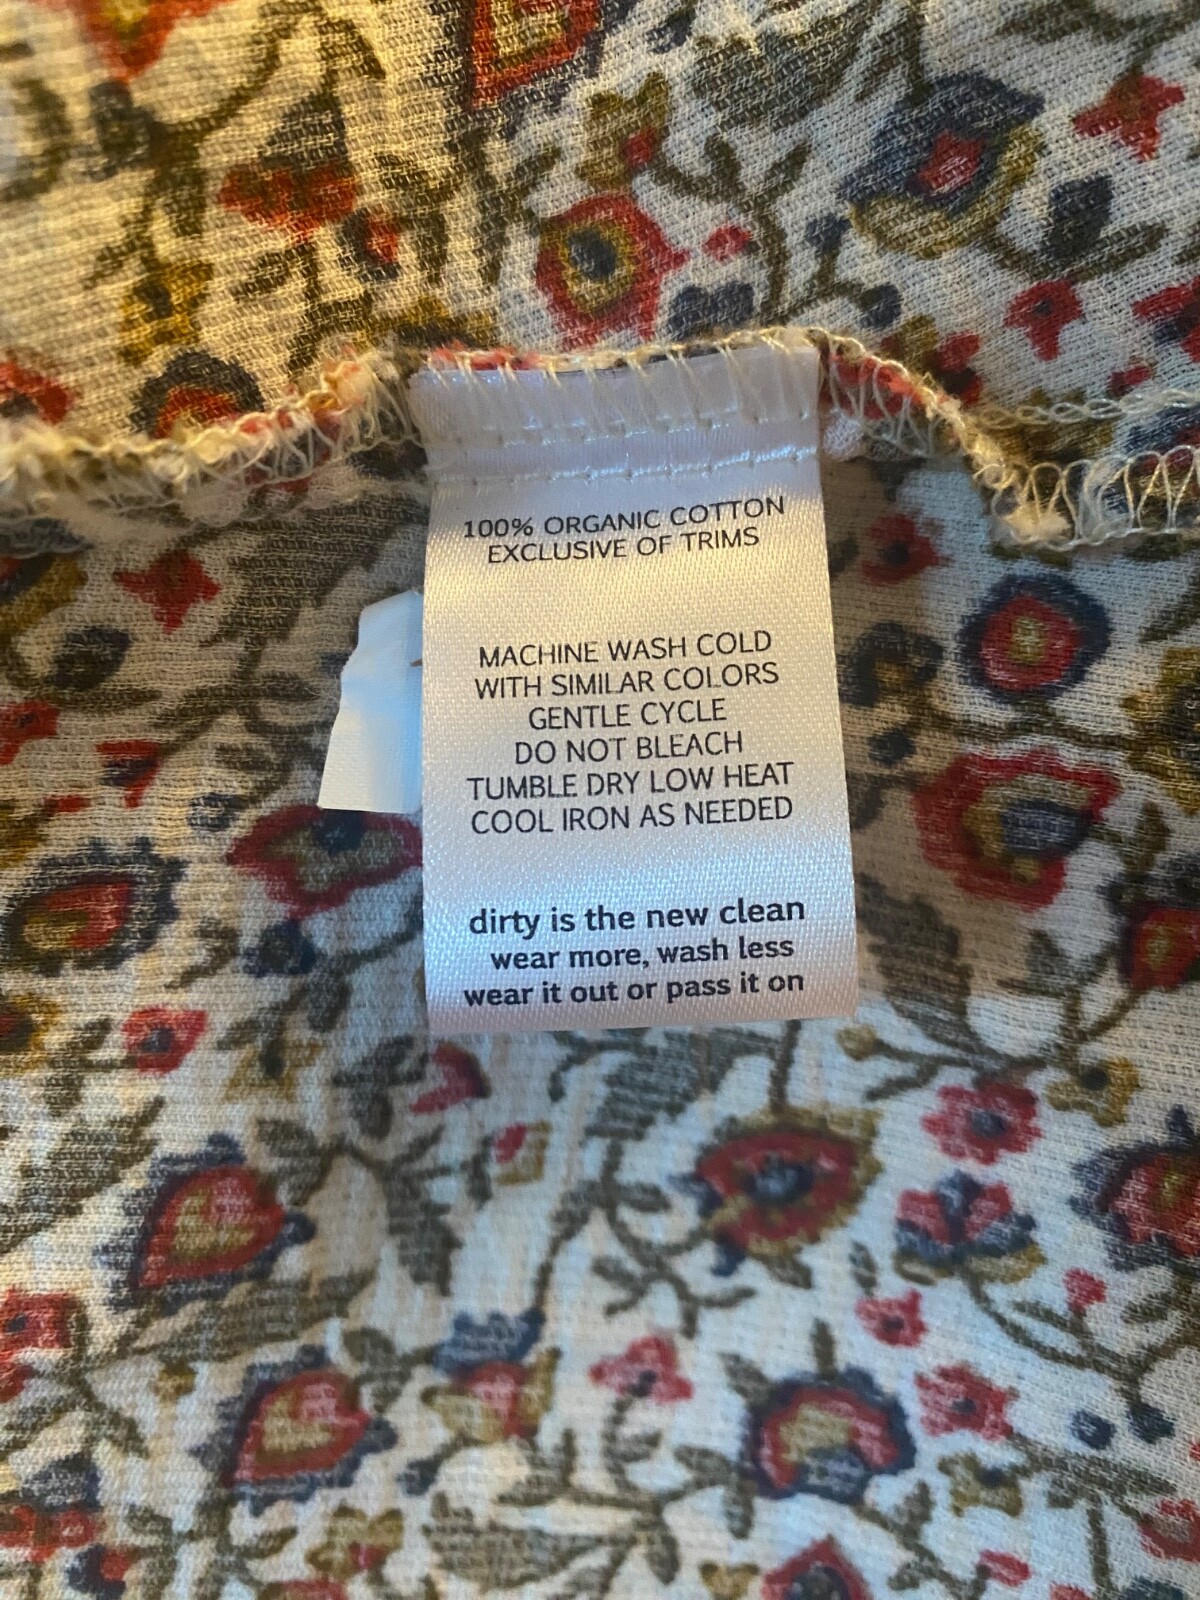 100% ORGANIC COTTON
EXCLUSIVE OF TRIMS
MACHINE WASH COLD
WITH SIMILAR COLORS
GENTLE CYCLE
DO NOT BLEACH
TUMBLE DRY LOW HEAT
COOL IRON AS NEEDED
dirty is the new clean
wear more, wash less
wear it out or pass it on